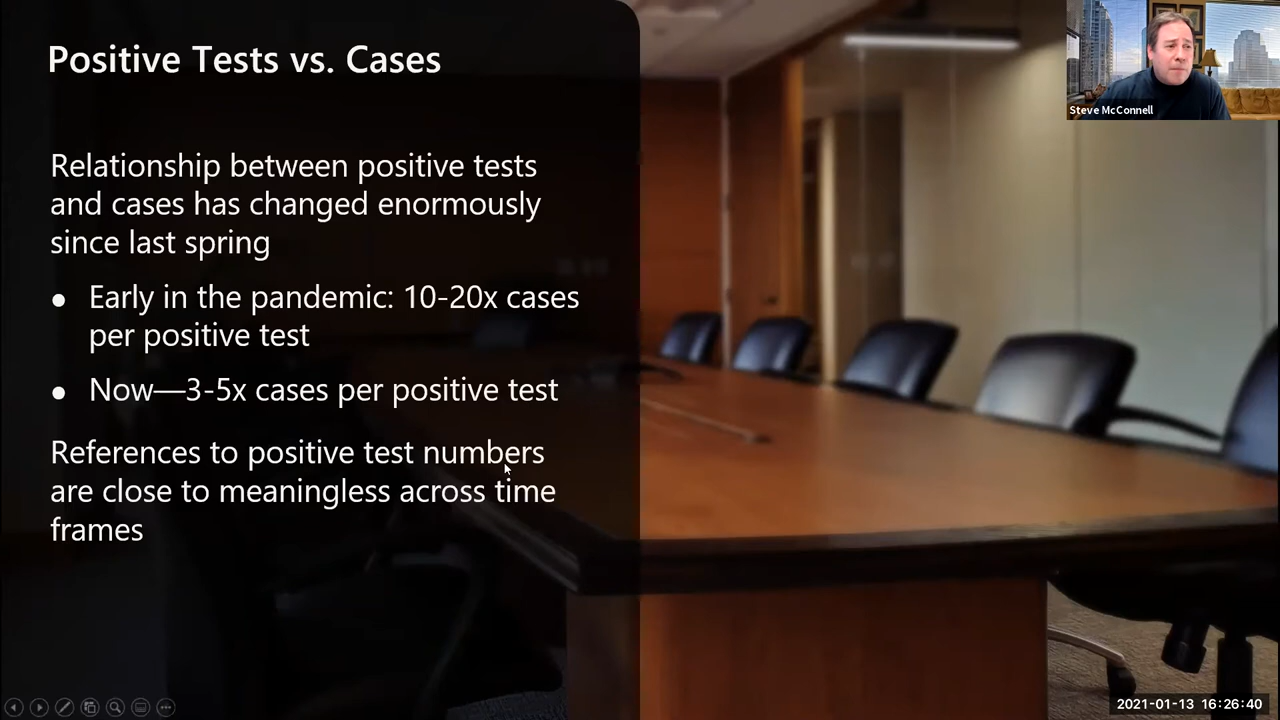 Positive Tests vs. Cases
Steve McConnell
Relationship between positive tests
and cases has changed enormously
since last spring
● Early in the pandemic: 10-20x cases
per positive test
● Now—3-5x cases per positive test
References to positive test numbers
are close to meaningless across time
frames
2021-01-13 16:26:40